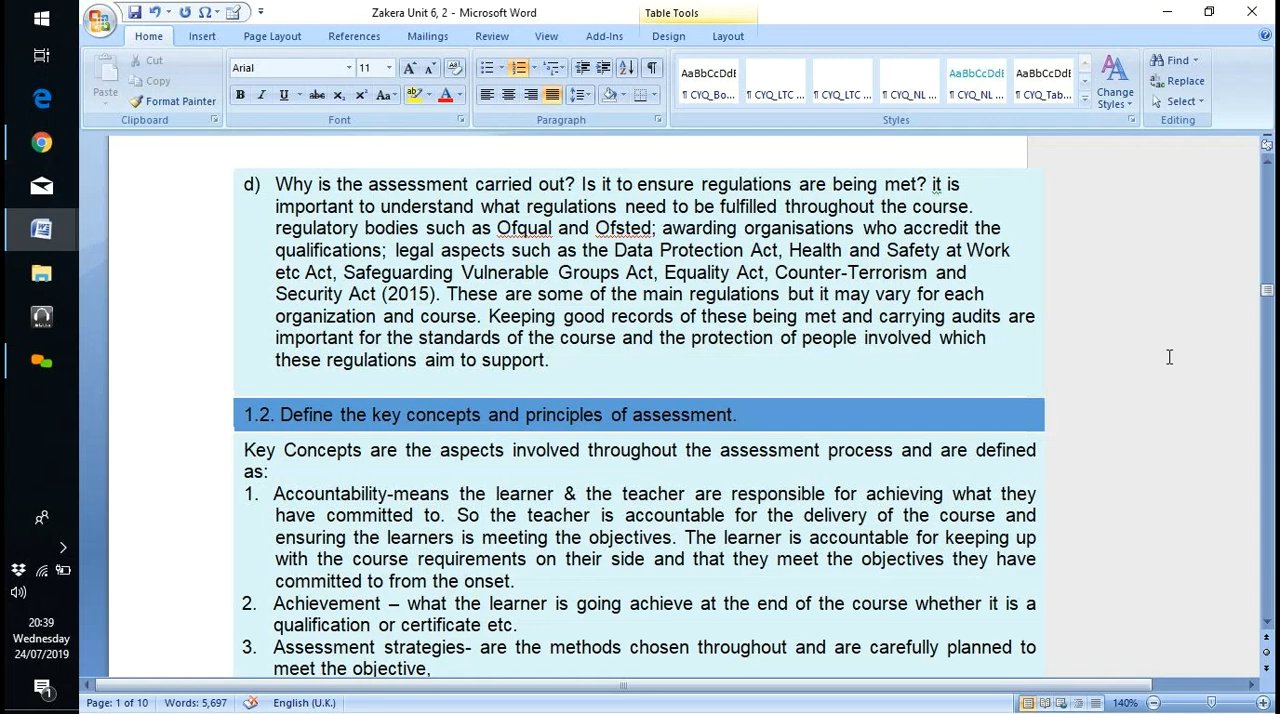 Zakera Unit 6, 2 - Microsoft Word
Table Tools
Home Insert Page Layout References Mailings Review View Add-Ins Design Layout
Paste
Cut
Copy
Format Painter
Clipboard
Arial 11
Font
Paragraph
AaBbCcDdE AaBbCcDdE AaBbCcDdE
¶ CYQ_Bo... ¶ CYQ_LTC ... ¶ CYQ_LTC ... ¶ CYQ_NL ... ¶ CYQ_NL ... ¶ CYQ_Tab...
Styles
Change Styles
Find
Replace
Select
Editing
d) Why is the assessment carried out? Is it to ensure regulations are being met? it is
important to understand what regulations need to be fulfilled throughout the course.
regulatory bodies such as Ofqual and Ofsted; awarding organisations who accredit the
qualifications; legal aspects such as the Data Protection Act, Health and Safety at Work
etc Act, Safeguarding Vulnerable Groups Act, Equality Act, Counter-Terrorism and
Security Act (2015). These are some of the main regulations but it may vary for each
organization and course. Keeping good records of these being met and carrying audits are
important for the standards of the course and the protection of people involved which
these regulations aim to support.
1.2. Define the key concepts and principles of assessment.
Key Concepts are the aspects involved throughout the assessment process and are defined
as:
1. Accountability-means the learner & the teacher are responsible for achieving what they
have committed to. So the teacher is accountable for the delivery of the course and
ensuring the learners is meeting the objectives. The learner is accountable for keeping up
with the course requirements on their side and that they meet the objectives they have
committed to from the onset.
2. Achievement – what the learner is going achieve at the end of the course whether it is a
qualification or certificate etc.
3. Assessment strategies- are the methods chosen throughout and are carefully planned to
meet the objective,
20:39
Wednesday
24/07/2019
1
Page: 1 of 10 Words: 5,697 English (U.K.) 140%